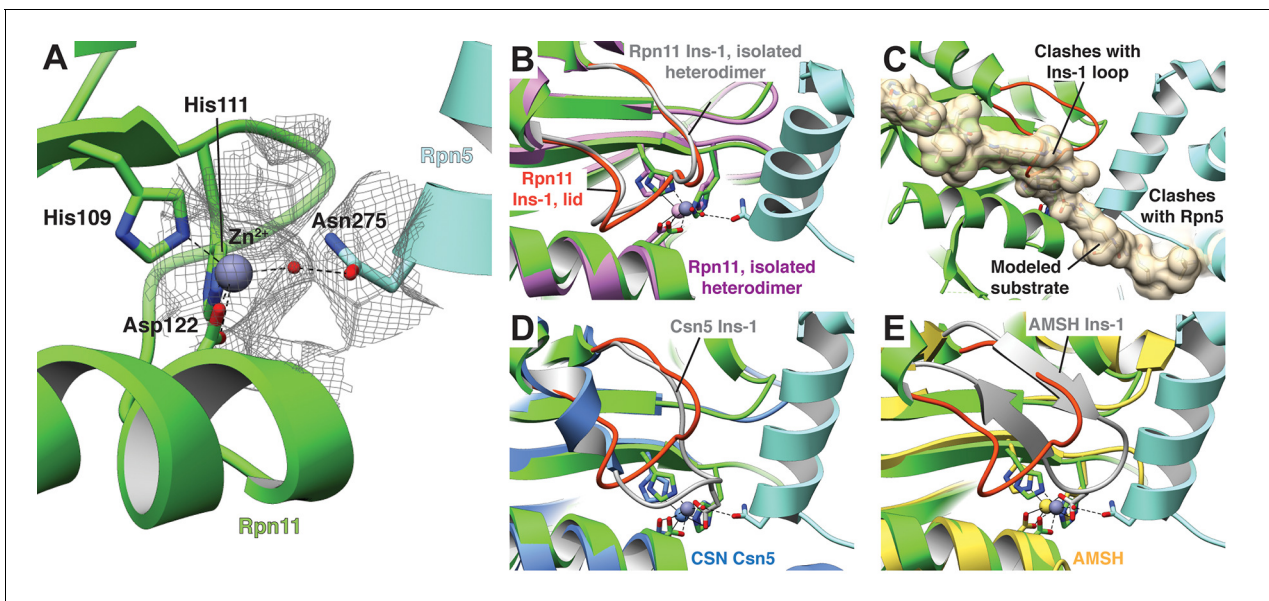 A
His111
Rpn5
His109
Zn2+
Asn275
Asp122
Rpn11
B
Rpn11 Ins-1, isolated
heterodimer
Rpn11
Ins-1, lid
Rpn11, isolated
heterodimer
C
Clashes with
Ins-1 loop
Clashes
with Rpn5
Modeled
substrate
D
Csn5 Ins-1
CSN Csn5
E
AMSH Ins-1
AMSH